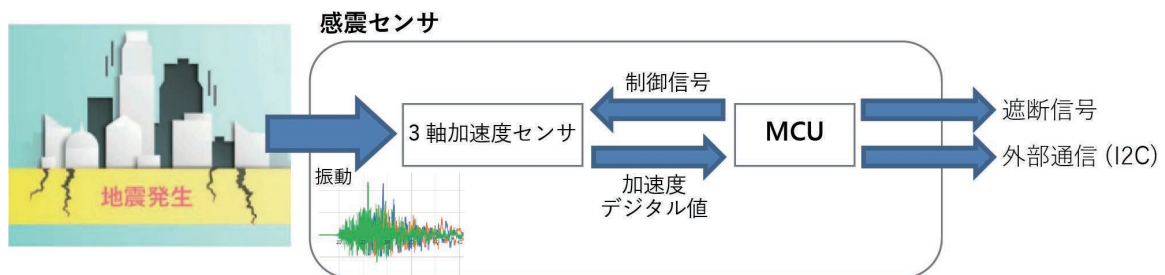 感震センサ
地震発生
振動
3軸加速度センサ
制御信号
加速度
デジタル値
MCU
遮断信号
外部通信 (I2C)